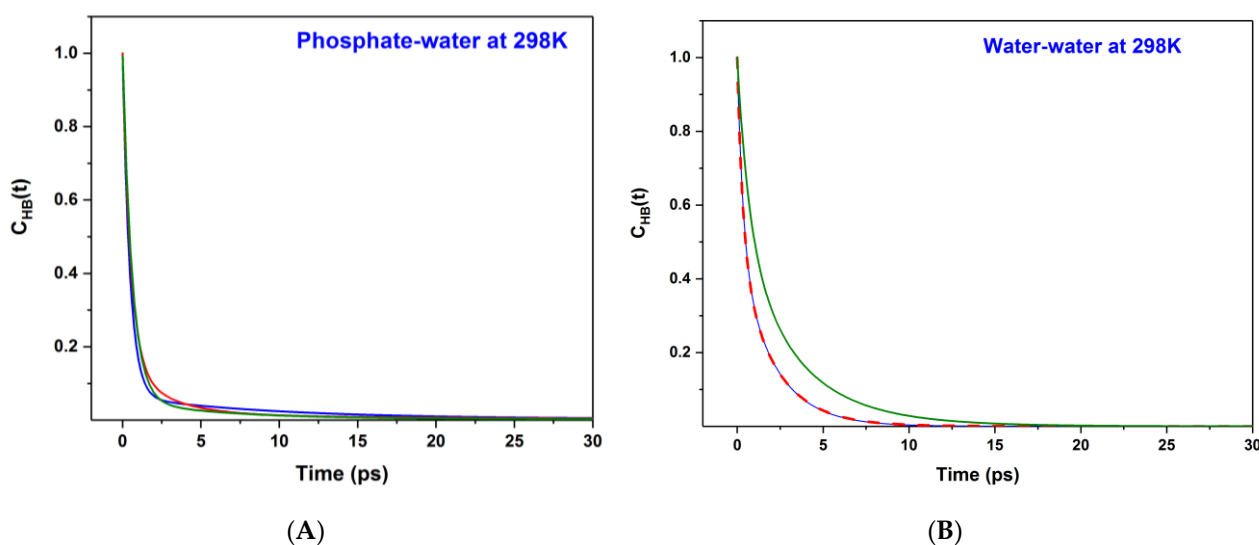 Phosphate-water at 298K
1.0
0.8
0.6
0.4
0.2
C_HB(t)
0 5 10 15 20 25 30
Time (ps)
(A)
Water-water at 298K
1.0
0.8
0.6
0.4
0.2
C_HB(t)
0 5 10 15 20 25 30
Time (ps)
(B)